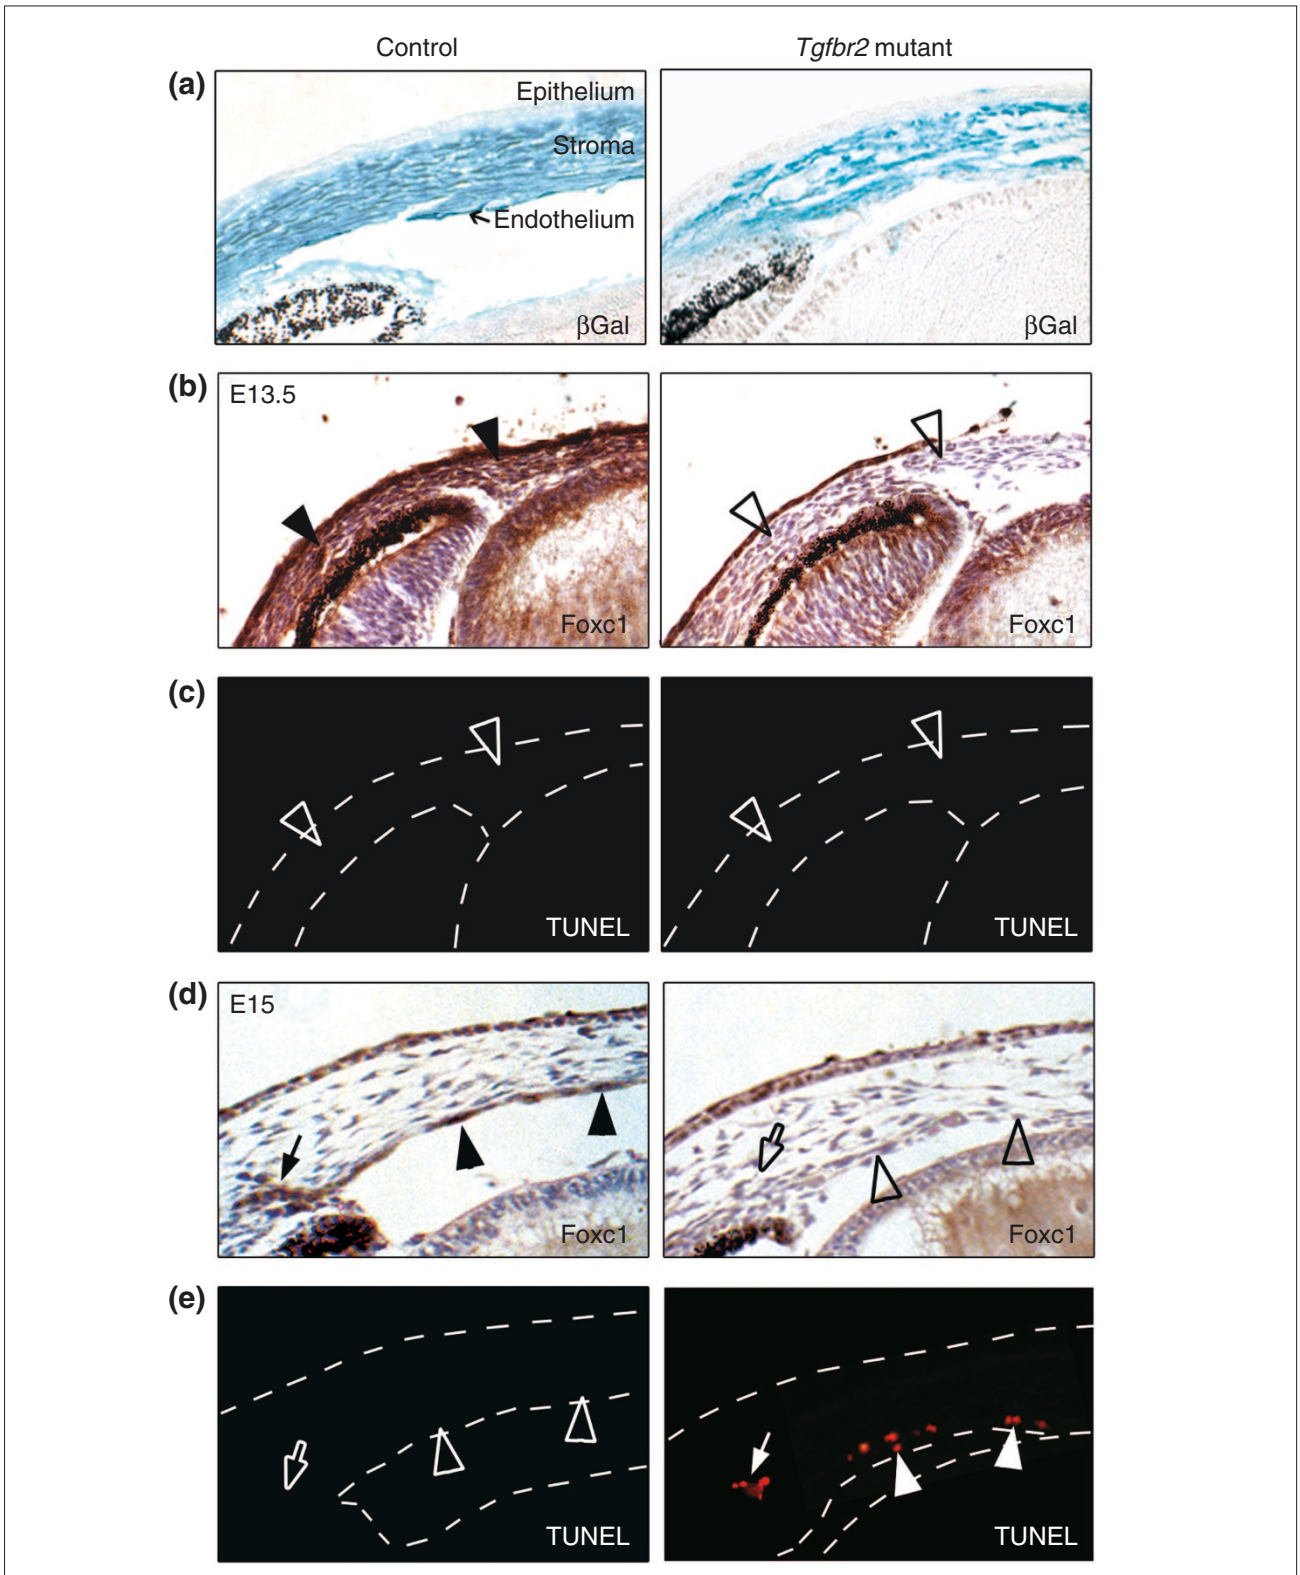 Control
Tgfbr2 mutant
(a)
Epithelium
Stroma
Endothelium
βGal
βGal
(b)
E13.5
Foxc1
Foxc1
(c)
TUNEL
TUNEL
(d)
E15
Foxc1
Foxc1
(e)
TUNEL
TUNEL